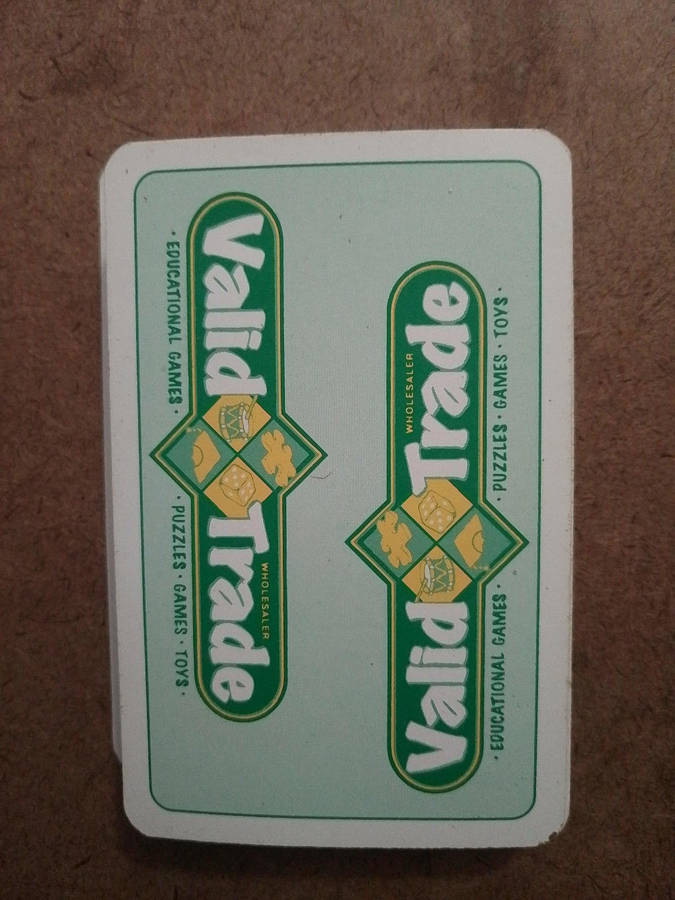 Valid Trade
WHOLESALER
· EDUCATIONAL GAMES · · PUZZLES · GAMES · TOYS ·
Valid Trade
WHOLESALER
· EDUCATIONAL GAMES · · PUZZLES · GAMES · TOYS ·